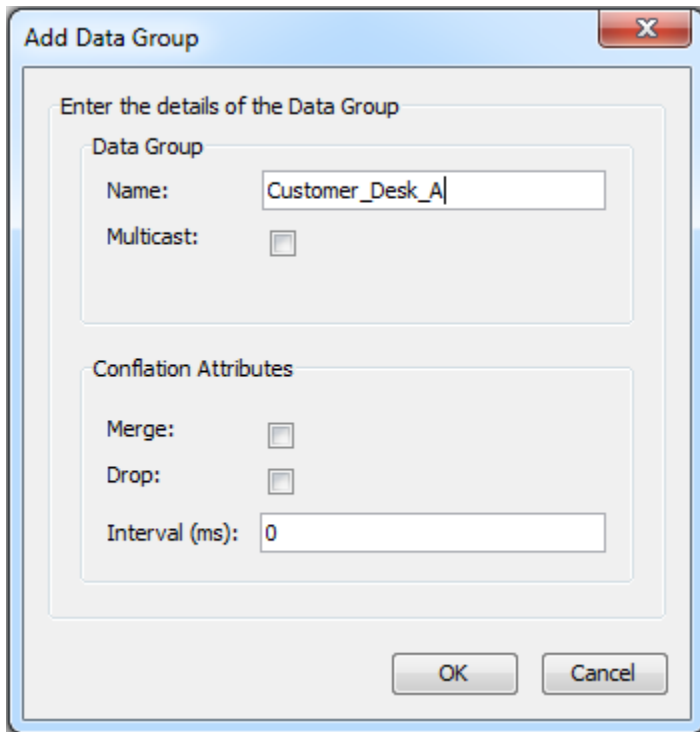 Add Data Group
Enter the details of the Data Group
Data Group
Name: Customer_Desk_A
Multicast:
Conflation Attributes
Merge:
Drop:
Interval (ms): 0
OK Cancel